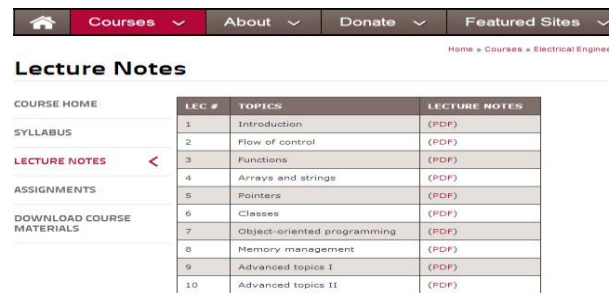 Courses About Donate Featured Sites
Home » Courses » Electrical Enginee
Lecture Notes
COURSE HOME
SYLLABUS
LECTURE NOTES <
ASSIGNMENTS
DOWNLOAD COURSE
MATERIALS
LEC # TOPICS LECTURE NOTES
1 Introduction (PDF)
2 Flow of control (PDF)
3 Functions (PDF)
4 Arrays and strings (PDF)
5 Pointers (PDF)
6 Classes (PDF)
7 Object-oriented programming (PDF)
8 Memory management (PDF)
9 Advanced topics I (PDF)
10 Advanced topics II (PDF)